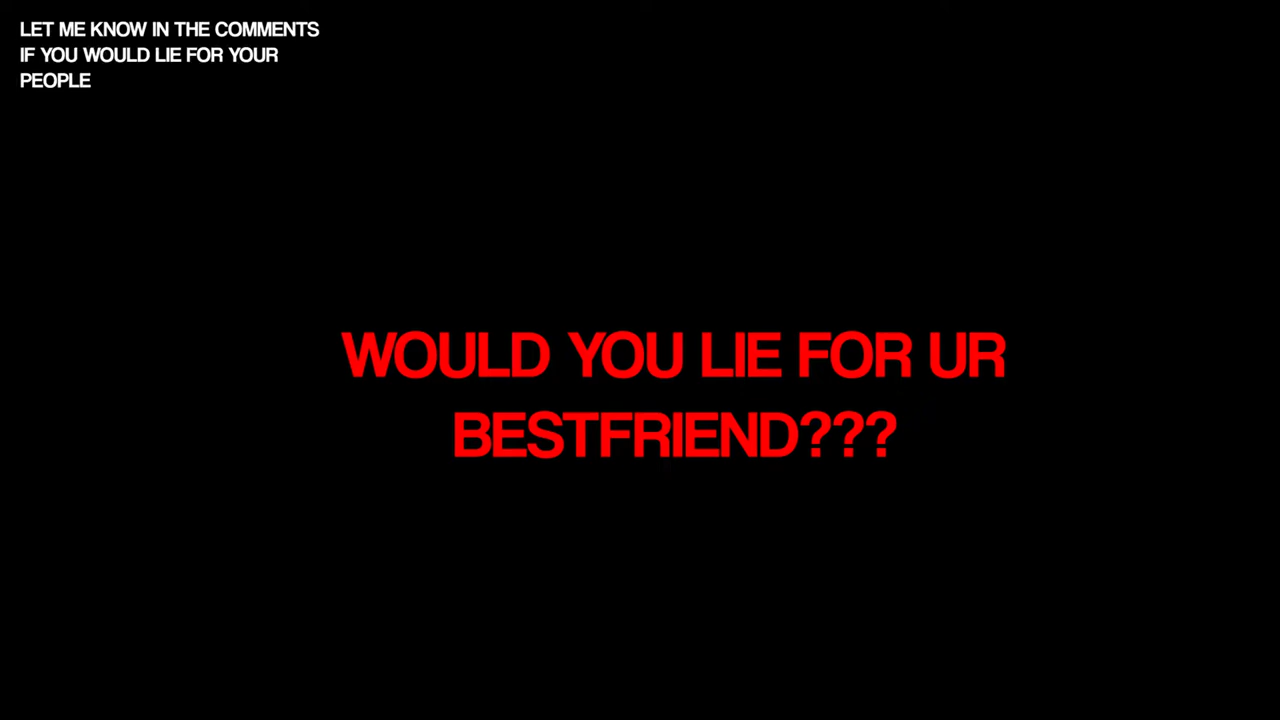 LET ME KNOW IN THE COMMENTS
IF YOU WOULD LIE FOR YOUR
PEOPLE
WOULD YOU LIE FOR UR
BESTFRIEND???